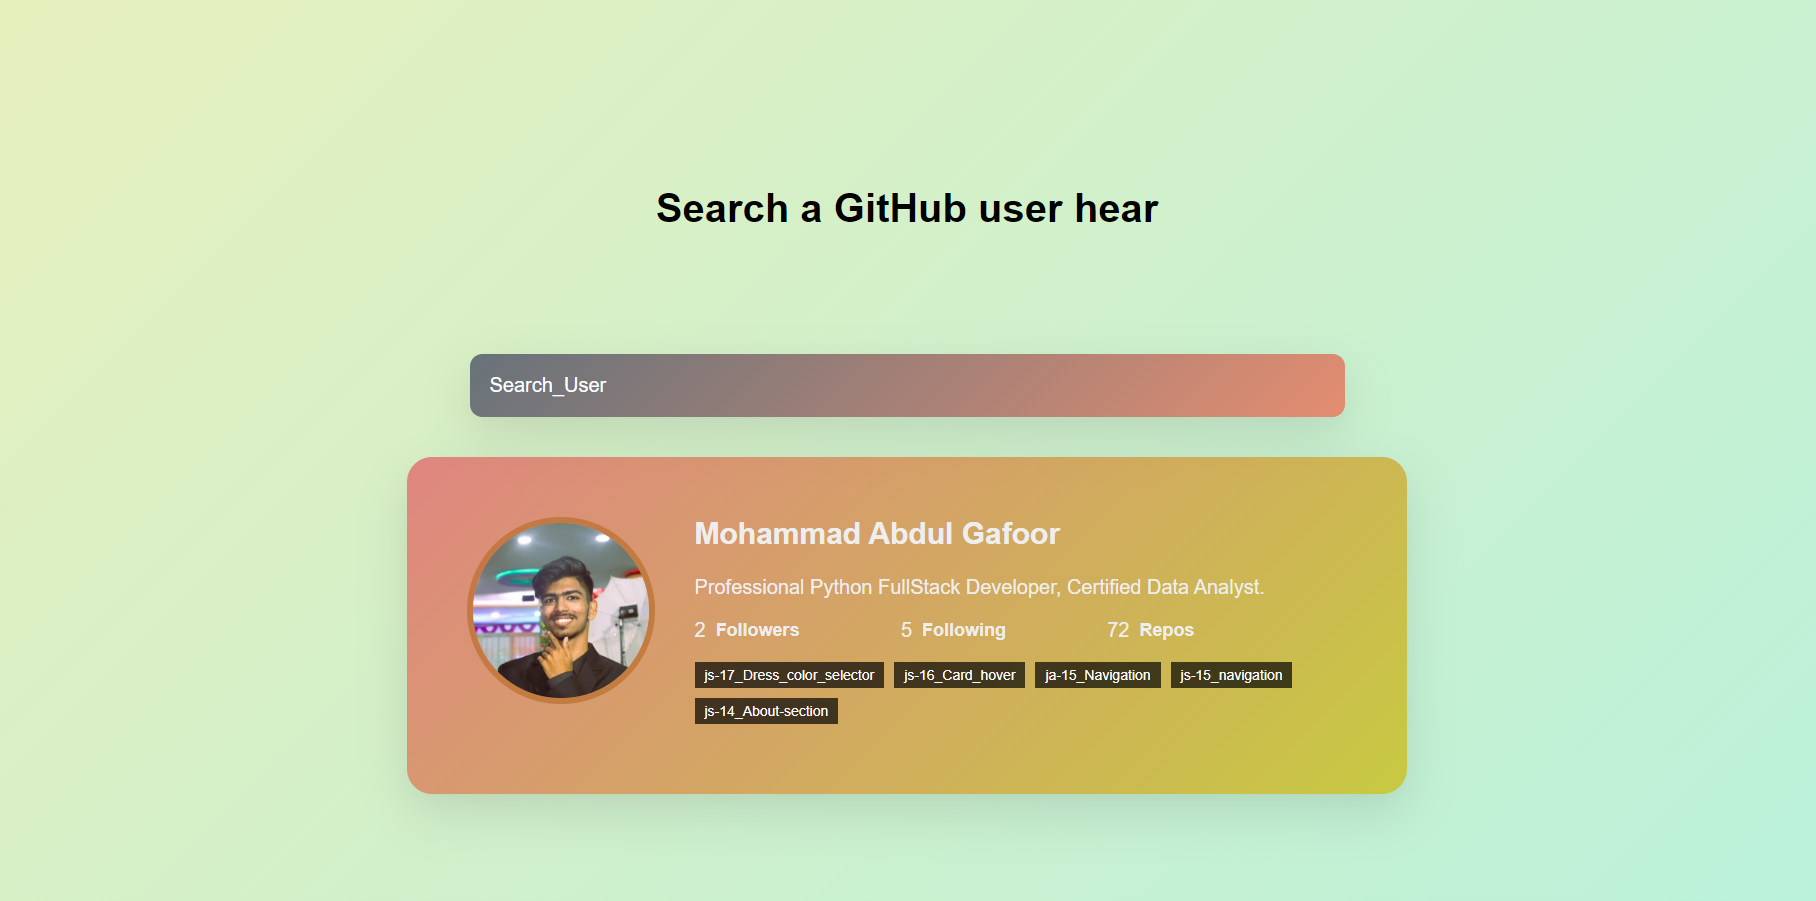 Search a GitHub user hear
Search_User
Mohammad Abdul Gafoor
Professional Python FullStack Developer, Certified Data Analyst.
2 Followers 5 Following 72 Repos
js-17_Dress_color_selector js-16_Card_hover ja-15_Navigation js-15_navigation
js-14_About-section